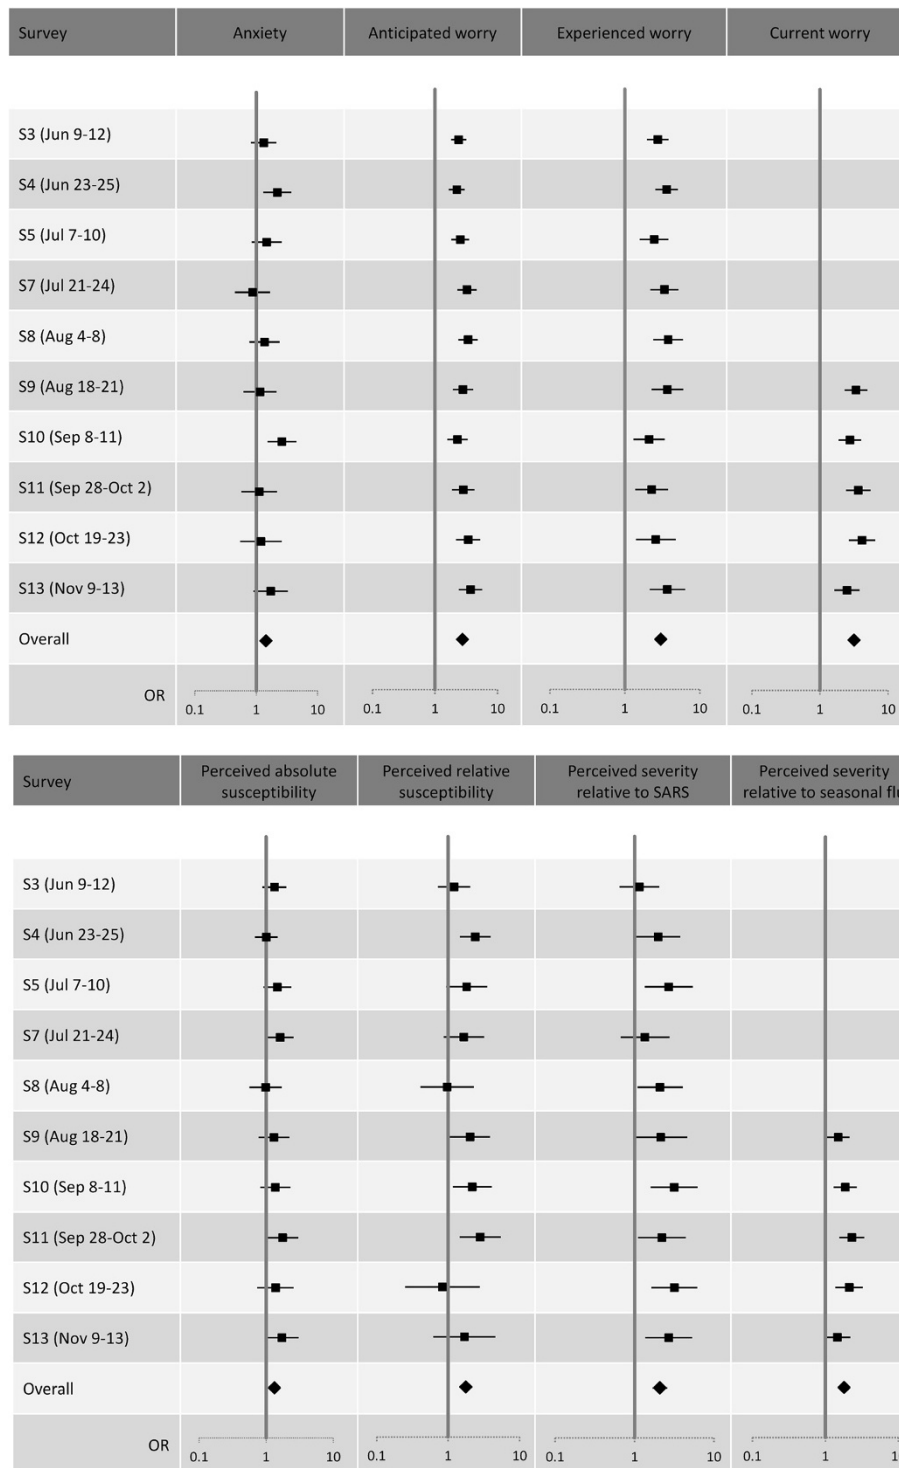 Survey Anxiety Anticipated worry Experienced worry Current worry
S3 (Jun 9-12)
S4 (Jun 23-25)
S5 (Jul 7-10)
S7 (Jul 21-24)
S8 (Aug 4-8)
S9 (Aug 18-21)
S10 (Sep 8-11)
S11 (Sep 28-Oct 2)
S12 (Oct 19-23)
S13 (Nov 9-13)
Overall
OR
0.1 1 10 0.1 1 10 0.1 1 10 0.1 1 10
Survey
Perceived absolute
susceptibility
Perceived relative
susceptibility
Perceived severity
relative to SARS
Perceived severity
relative to seasonal flu
S3 (Jun 9-12)
S4 (Jun 23-25)
S5 (Jul 7-10)
S7 (Jul 21-24)
S8 (Aug 4-8)
S9 (Aug 18-21)
S10 (Sep 8-11)
S11 (Sep 28-Oct 2)
S12 (Oct 19-23)
S13 (Nov 9-13)
Overall
OR
0.1 1 10 0.1 1 10 0.1 1 10 0.1 1 10